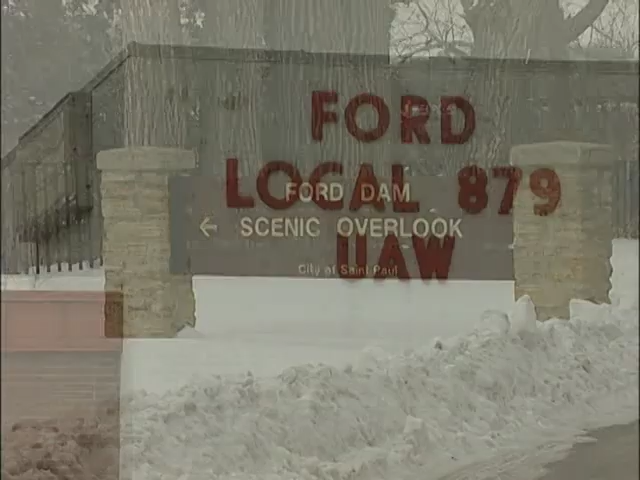 FORD
LOCAL 879
UAW
FORD DAM
← SCENIC OVERLOOK
City of Saint Paul